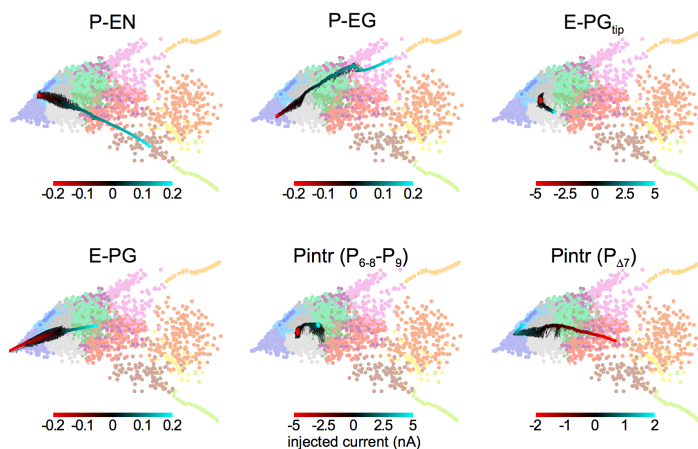 P-EN P-EG E-PGtip
-0.2 -0.1 0 0.1 0.2 -0.2 -0.1 0 0.1 0.2 -5 -2.5 0 2.5 5
E-PG Pintr (P6-8-P9) Pintr (PΔ7)
-0.2 -0.1 0 0.1 0.2 -5 -2.5 0 2.5 5 -2 -1 0 1 2
injected current (nA)